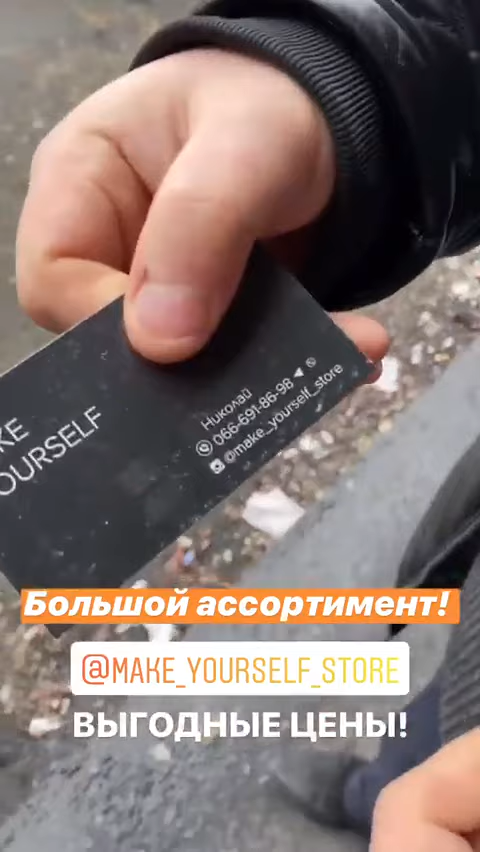 KE
OURSELF
Николай
066-691-86-98
@make_yourself_store
Большой ассортимент!
@MAKE_YOURSELF_STORE
ВЫГОДНЫЕ ЦЕНЫ!